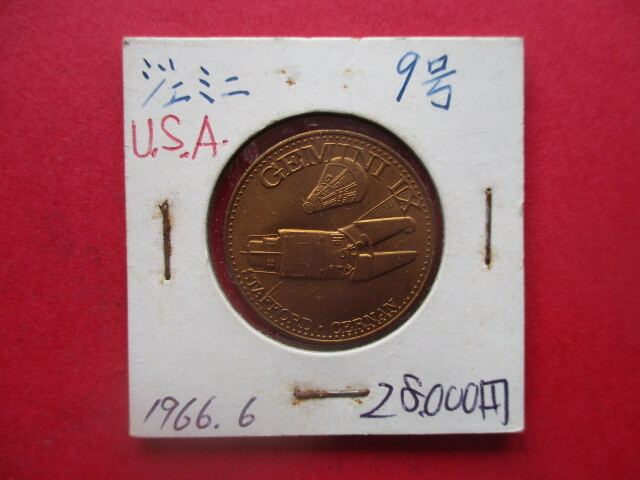 ジェミニ 9号
U.S.A.
GEMINI IX
STAFFORD . CERNAN
1966.6 28.000円